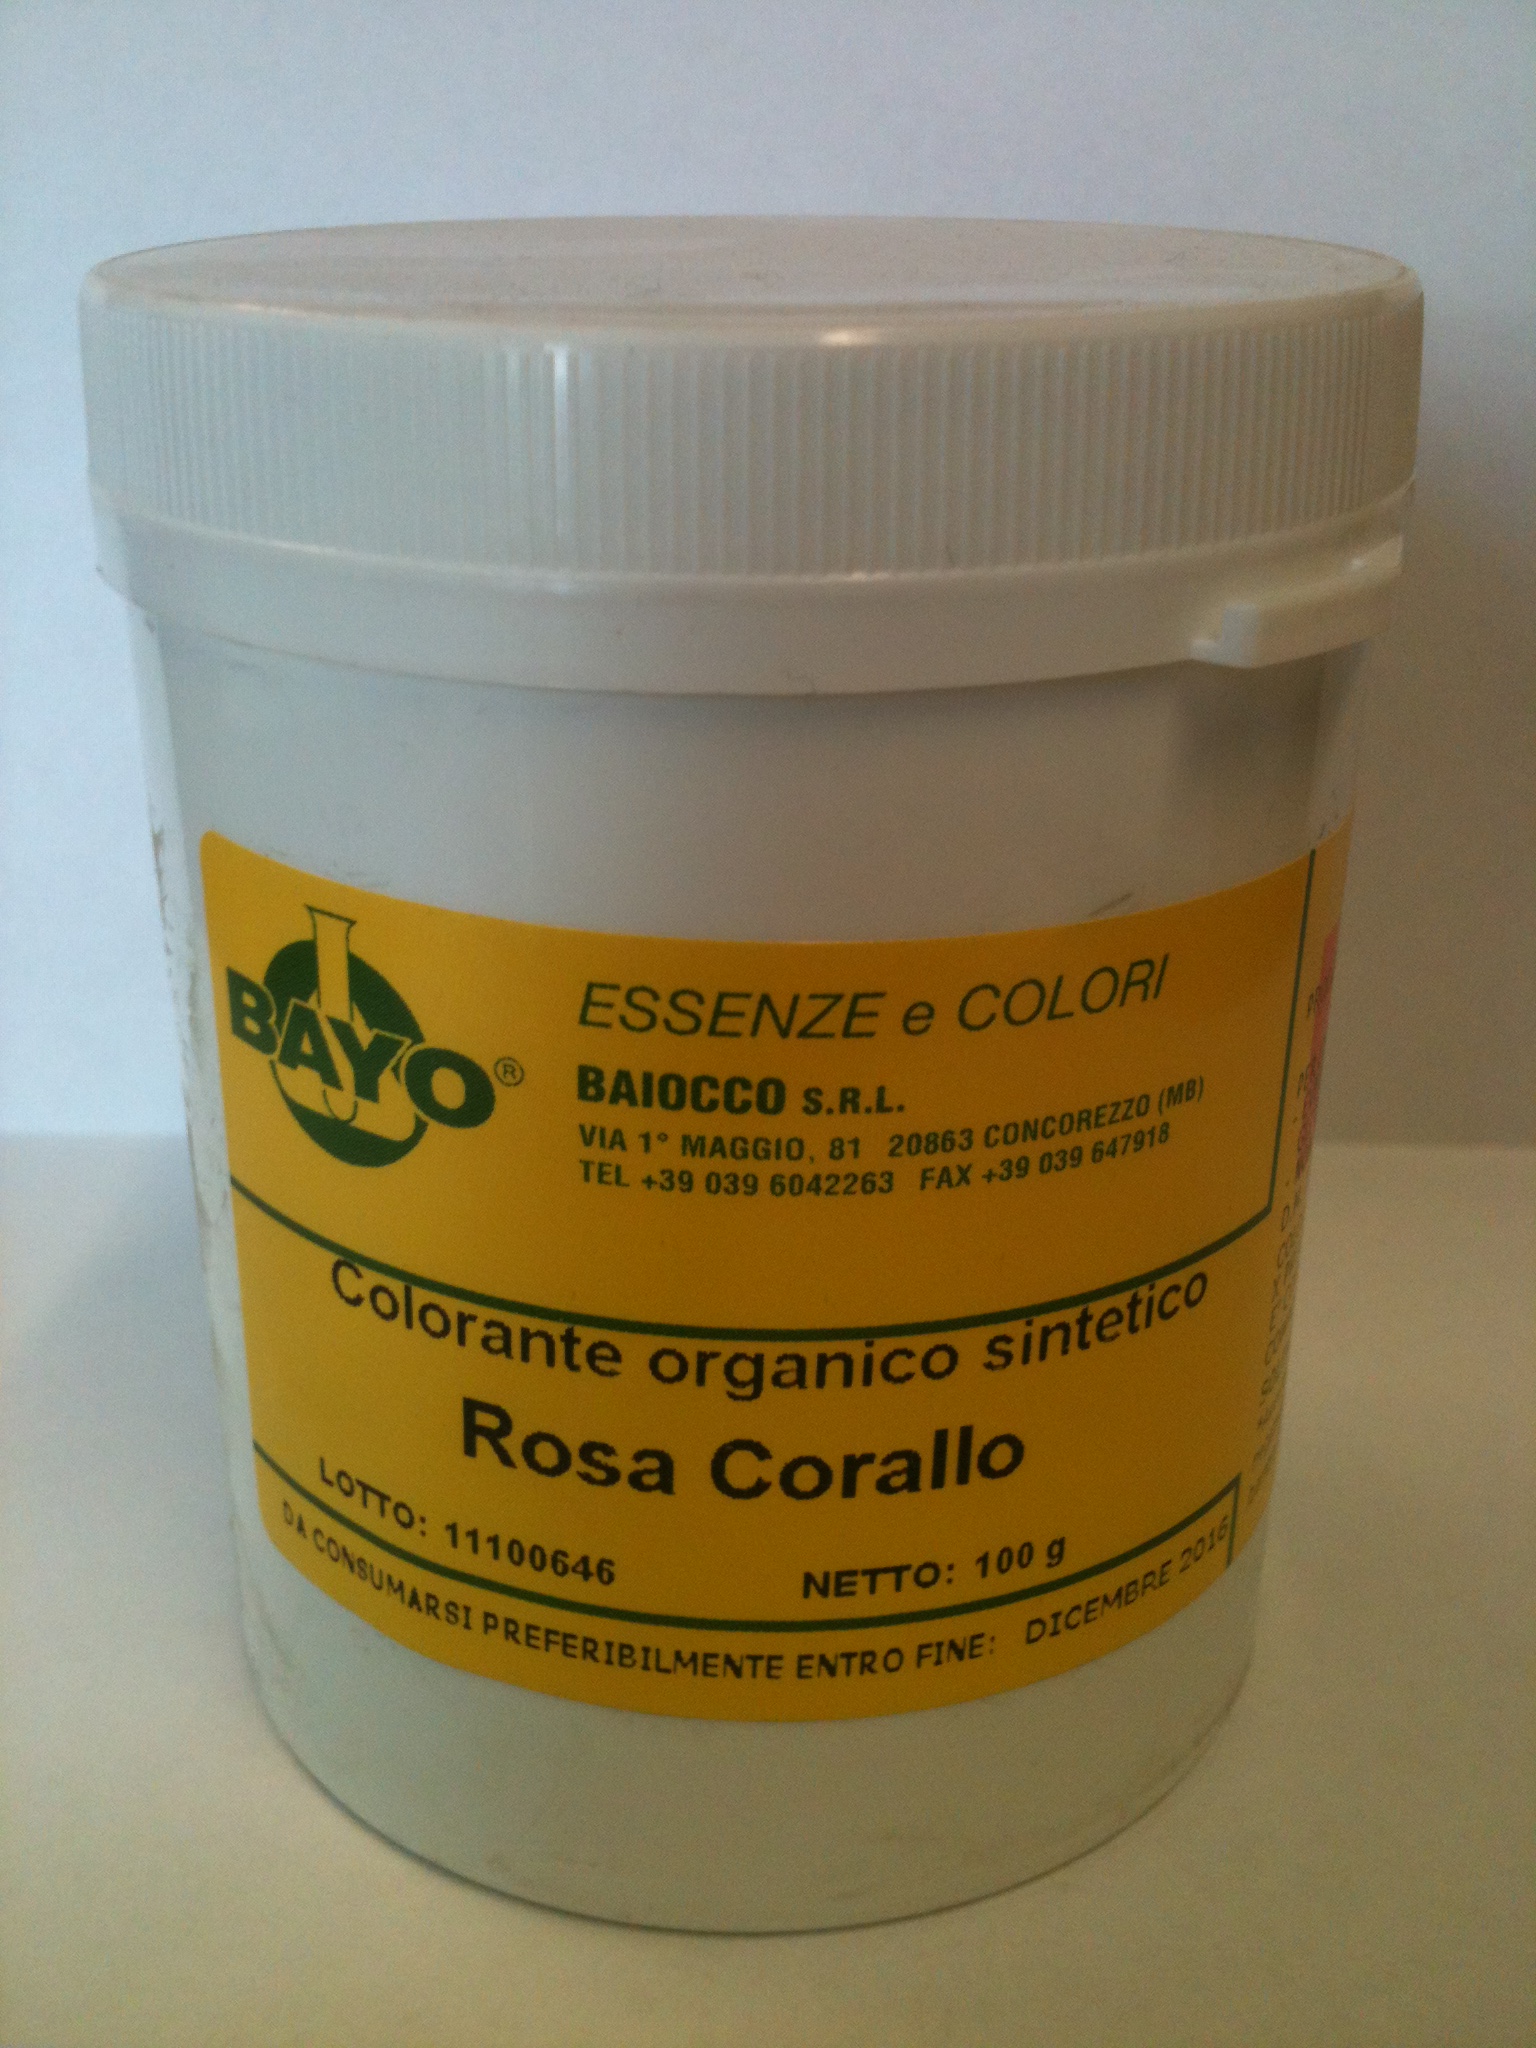 BAYO®
ESSENZE e COLORI
BAIOCCO S.R.L.
VIA 1° MAGGIO, 81 20863 CONCOREZZO (MB)
TEL +39 039 6042263 FAX +39 039 647918
Colorante organico sintetico
Rosa Corallo
LOTTO: 11100646 NETTO: 100 g
DA CONSUMARSI PREFERIBILMENTE ENTRO FINE: DICEMBRE 2016